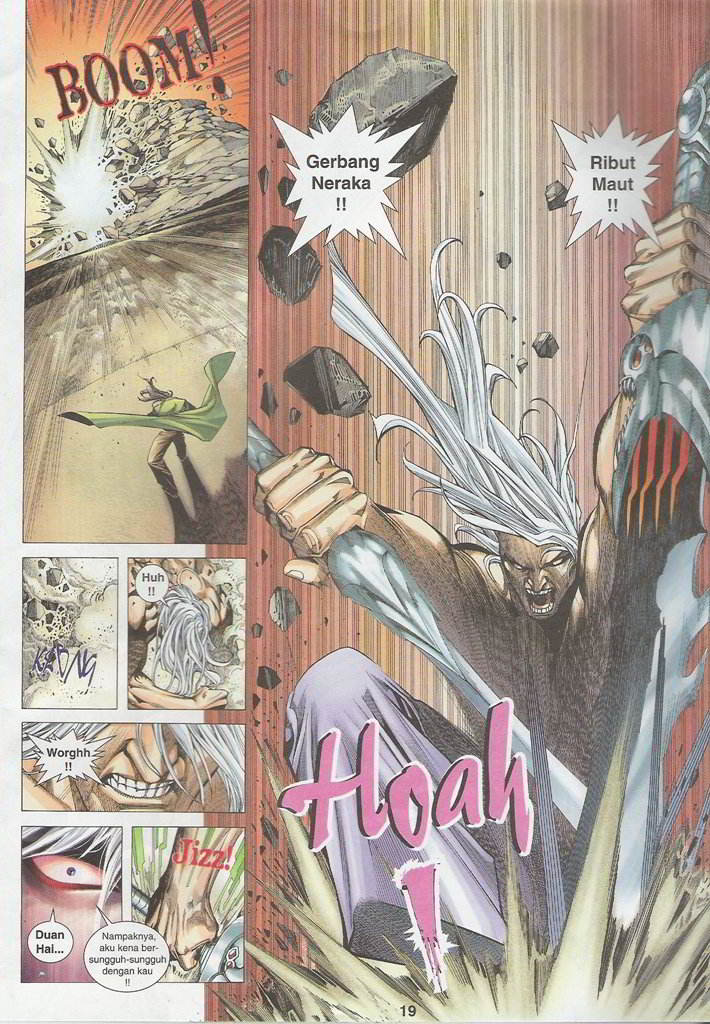 BOOM!
Gerbang
Neraka
!!
Ribut
Maut
!!
Huh
!!
Worghh
!!
Jizz!
Duan
Hai...
Nampaknya,
aku kena ber-
sungguh-sungguh
dengan kau
!!
Hoah
!
19